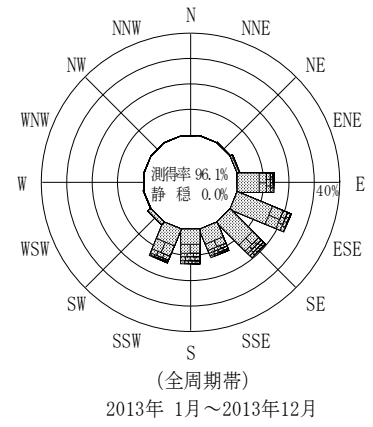 N
NNW
NNE
NW
NE
WNW
ENE
測得率 96.1%
静 穏 0.0%
W
40%
E
WSW
ESE
SW
SE
SSW
SSE
S
(全周期帯)
2013年 1月～2013年12月